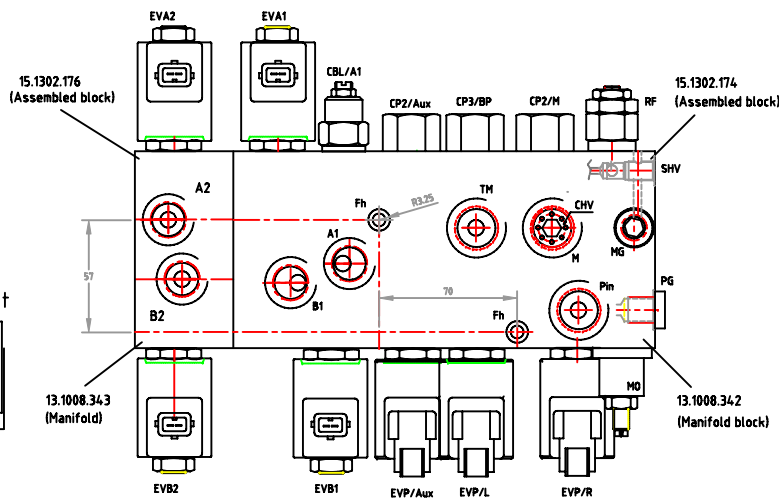 EVA2
EVA1
CBL/A1
CP2/Aux
CP3/BP
CP2/M
RF
15.1302.176
(Assembled block)
15.1302.174
(Assembled block)
SHV
A2
Fh
R3.25
TM
CHV
A1
M
MG
57
B2
B1
70
Pin
PG
Fh
t
13.1008.343
(Manifold)
MO
13.1008.342
(Manifold block)
EVB2
EVB1
EVP/Aux
EVP/L
EVP/R